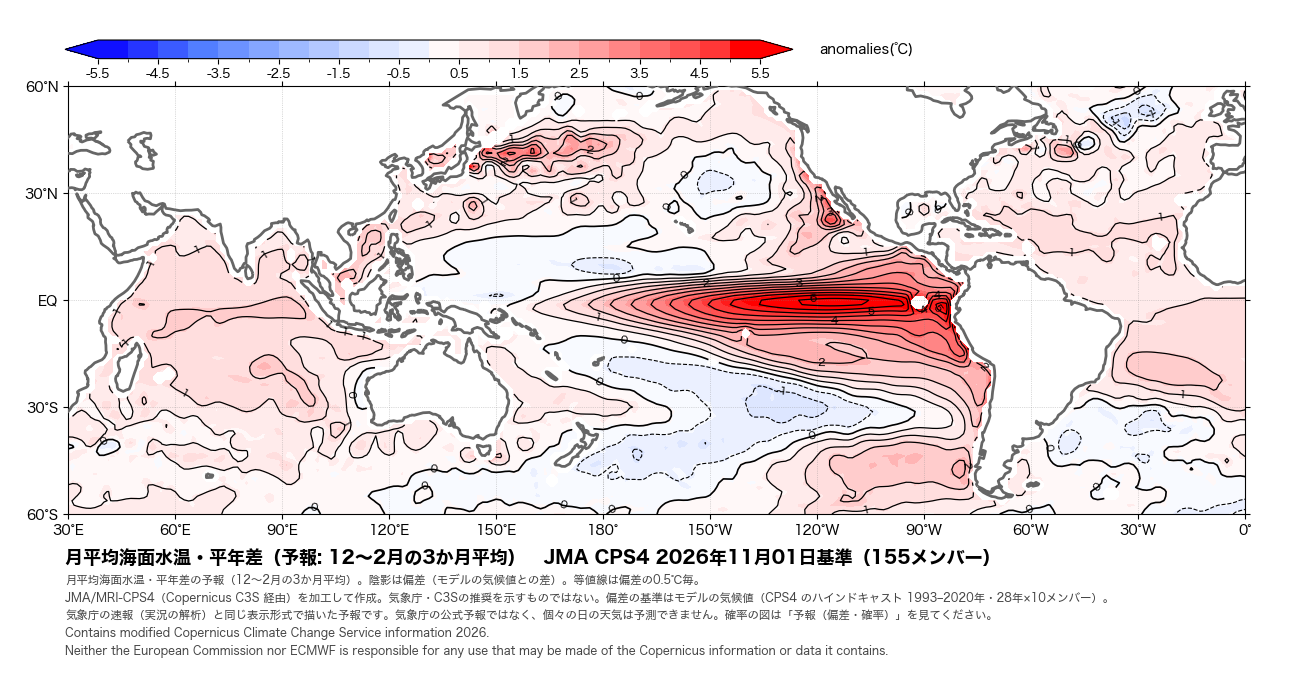 anomalies(℃)
-5.5 -4.5 -3.5 -2.5 -1.5 -0.5 0.5 1.5 2.5 3.5 4.5 5.5
60°N
30°N
EQ
30°S
60°S
30°E 60°E 90°E 120°E 150°E 180° 150°W 120°W 90°W 60°W 30°W 0°
月平均海面水温・平年差（予報: 12～2月の3か月平均） JMA CPS4 2026年11月01日基準（155メンバー）
月平均海面水温・平年差の予報（12～2月の3か月平均）。陰影は偏差（モデルの気候値との差）。等値線は偏差の0.5℃毎。
JMA/MRI-CPS4（Copernicus C3S 経由）を加工して作成。気象庁・C3Sの推奨を示すものではない。偏差の基準はモデルの気候値（CPS4 のハインドキャスト 1993–2020年・28年×10メンバー）。
気象庁の速報（実況の解析）と同じ表示形式で描いた予報です。気象庁の公式予報ではなく、個々の日の天気は予測できません。確率の図は「予報（偏差・確率）」を見てください。
Contains modified Copernicus Climate Change Service information 2026.
Neither the European Commission nor ECMWF is responsible for any use that may be made of the Copernicus information or data it contains.